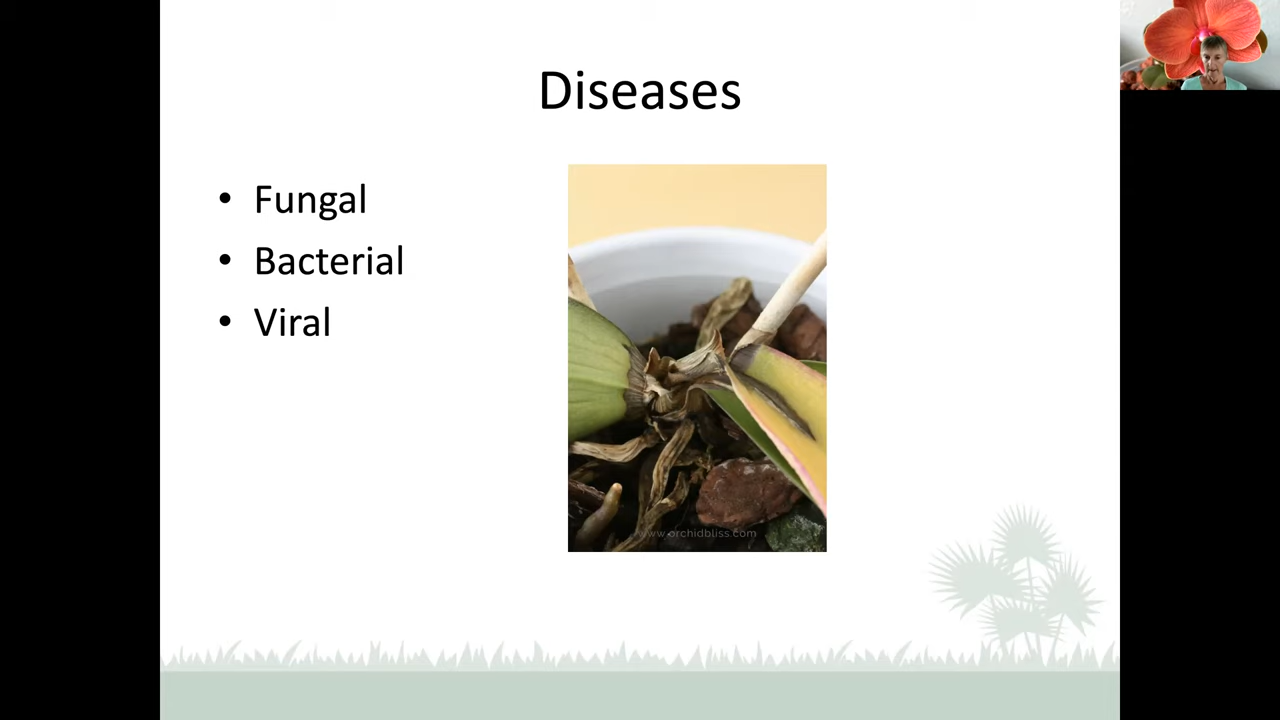 Diseases
• Fungal
• Bacterial
• Viral
www.orchidbliss.com